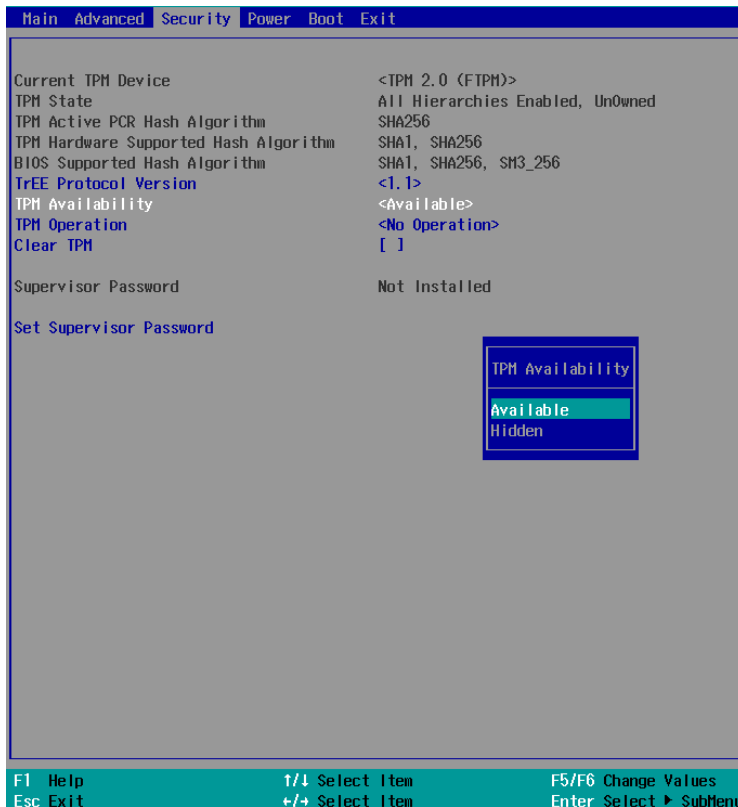 Main Advanced Security Power Boot Exit
Current TPM Device <TPM 2.0 (FTPM)>
TPM State All Hierarchies Enabled, UnOwned
TPM Active PCR Hash Algorithm SHA256
TPM Hardware Supported Hash Algorithm SHA1, SHA256
BIOS Supported Hash Algorithm SHA1, SHA256, SM3_256
TrEE Protocol Version <1.1>
TPM Availability <Available>
TPM Operation <No Operation>
Clear TPM [ ]
Supervisor Password Not Installed
Set Supervisor Password
TPM Availability
Available
Hidden
F1 Help ↑/↓ Select Item F5/F6 Change Values
Esc Exit ←/→ Select Item Enter Select ▶ SubMenu